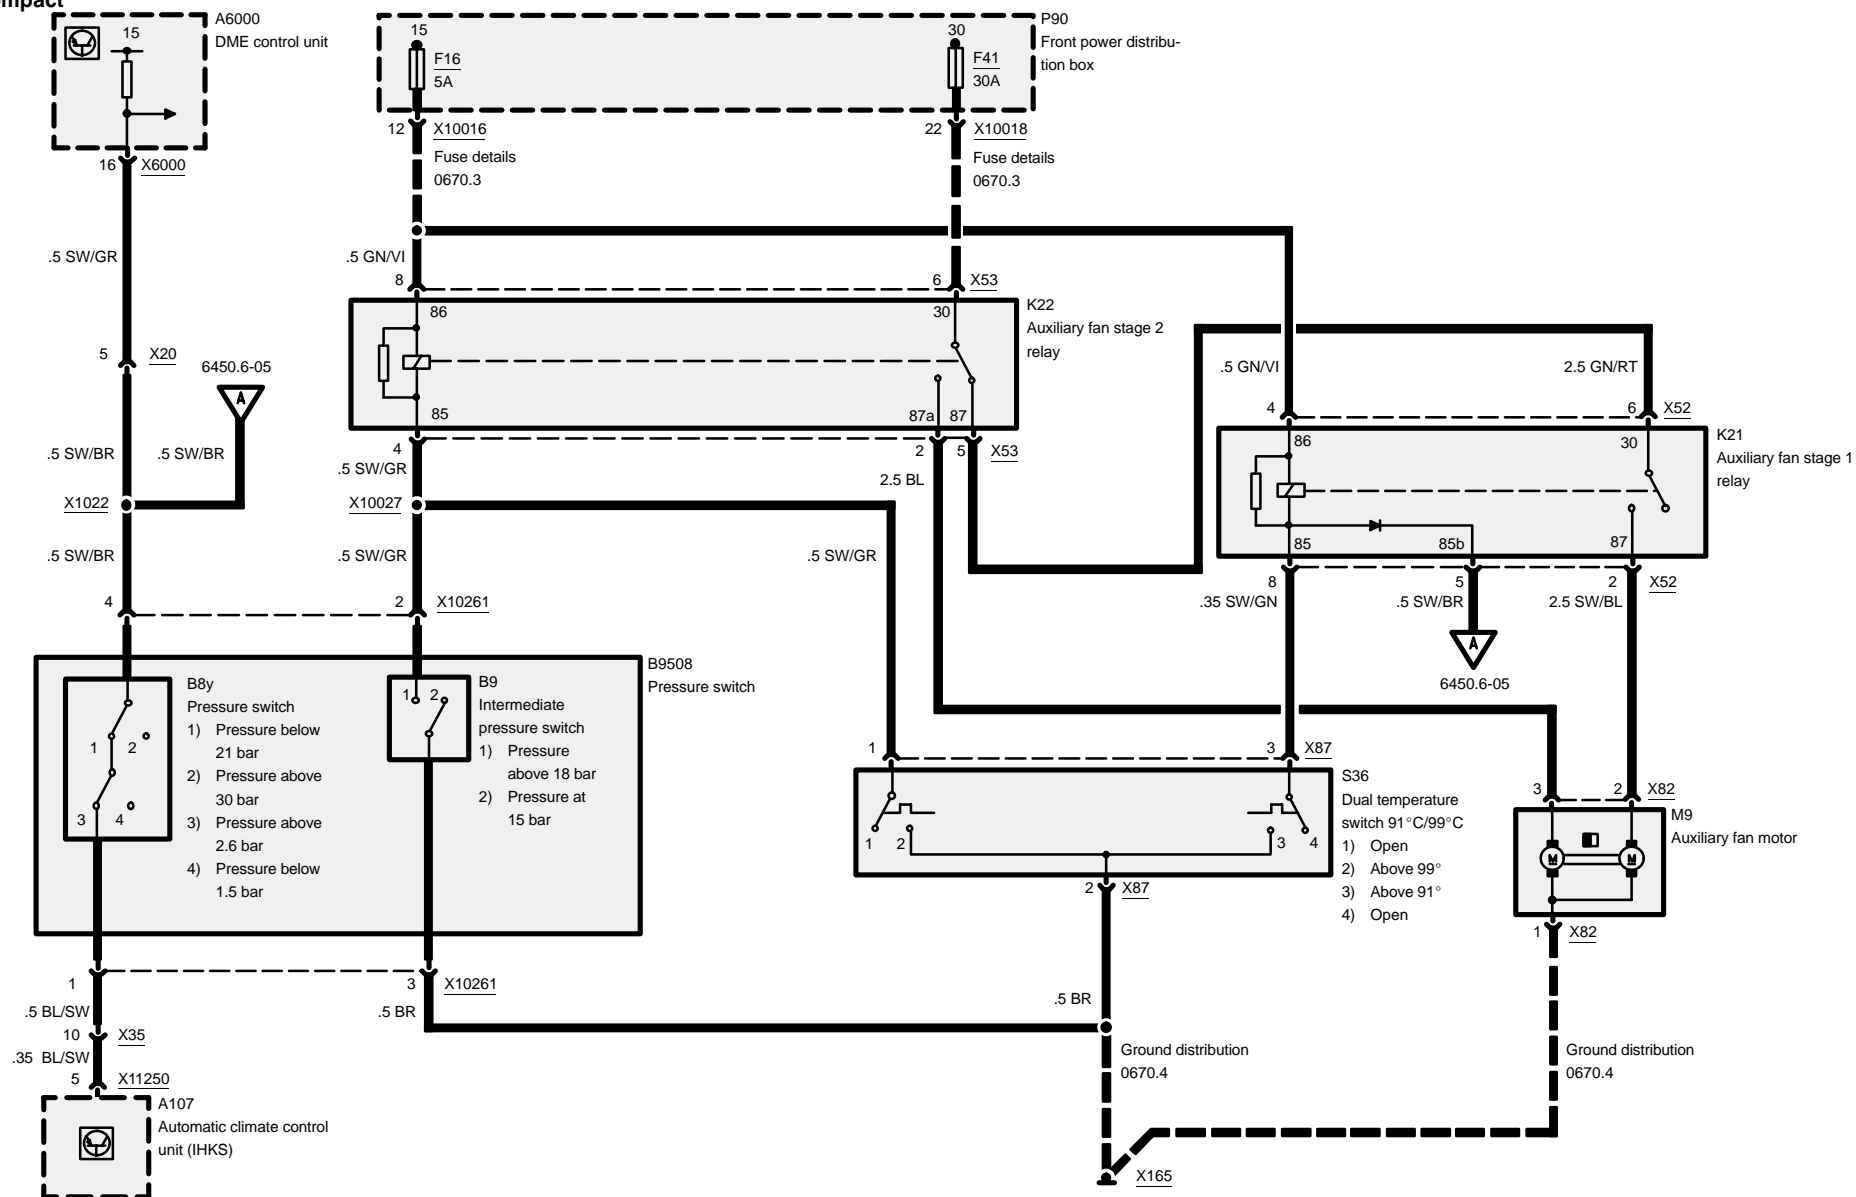 ompact
A6000
DME control unit
15
16
X6000
.5 SW/GR
5
X20
6450.6-05
A
.5 SW/BR
.5 SW/BR
X1022
.5 SW/BR
4
P90
Front power distribu-
tion box
15
F16
5A
30
F41
30A
12
X10016
Fuse details
0670.3
22
X10018
Fuse details
0670.3
.5 GN/VI
8
6
X53
K22
Auxiliary fan stage 2
relay
86
30
85
87a
87
4
.5 SW/GR
2
5
X53
2.5 BL
X10027
.5 SW/GR
.5 SW/GR
2
X10261
.5 GN/VI
2.5 GN/RT
4
6
X52
K21
Auxiliary fan stage 1
relay
86
30
85
85b
87
8
5
2
X52
.35 SW/GN
.5 SW/BR
2.5 SW/BL
A
6450.6-05
B9508
Pressure switch
B8y
Pressure switch
1) Pressure below
21 bar
2) Pressure above
30 bar
3) Pressure above
2.6 bar
4) Pressure below
1.5 bar
1
2
3
4
B9
Intermediate
pressure switch
1) Pressure
above 18 bar
2) Pressure at
15 bar
1
2
1
3
X87
S36
Dual temperature
switch 91°C/99°C
1) Open
2) Above 99°
3) Above 91°
4) Open
1
2
3
4
2
X87
3
2
X82
M9
Auxiliary fan motor
M
M
1
X82
1
3
X10261
.5 BL/SW
.5 BR
.5 BR
10
X35
.35 BL/SW
5
X11250
A107
Automatic climate control
unit (IHKS)
Ground distribution
0670.4
Ground distribution
0670.4
X165